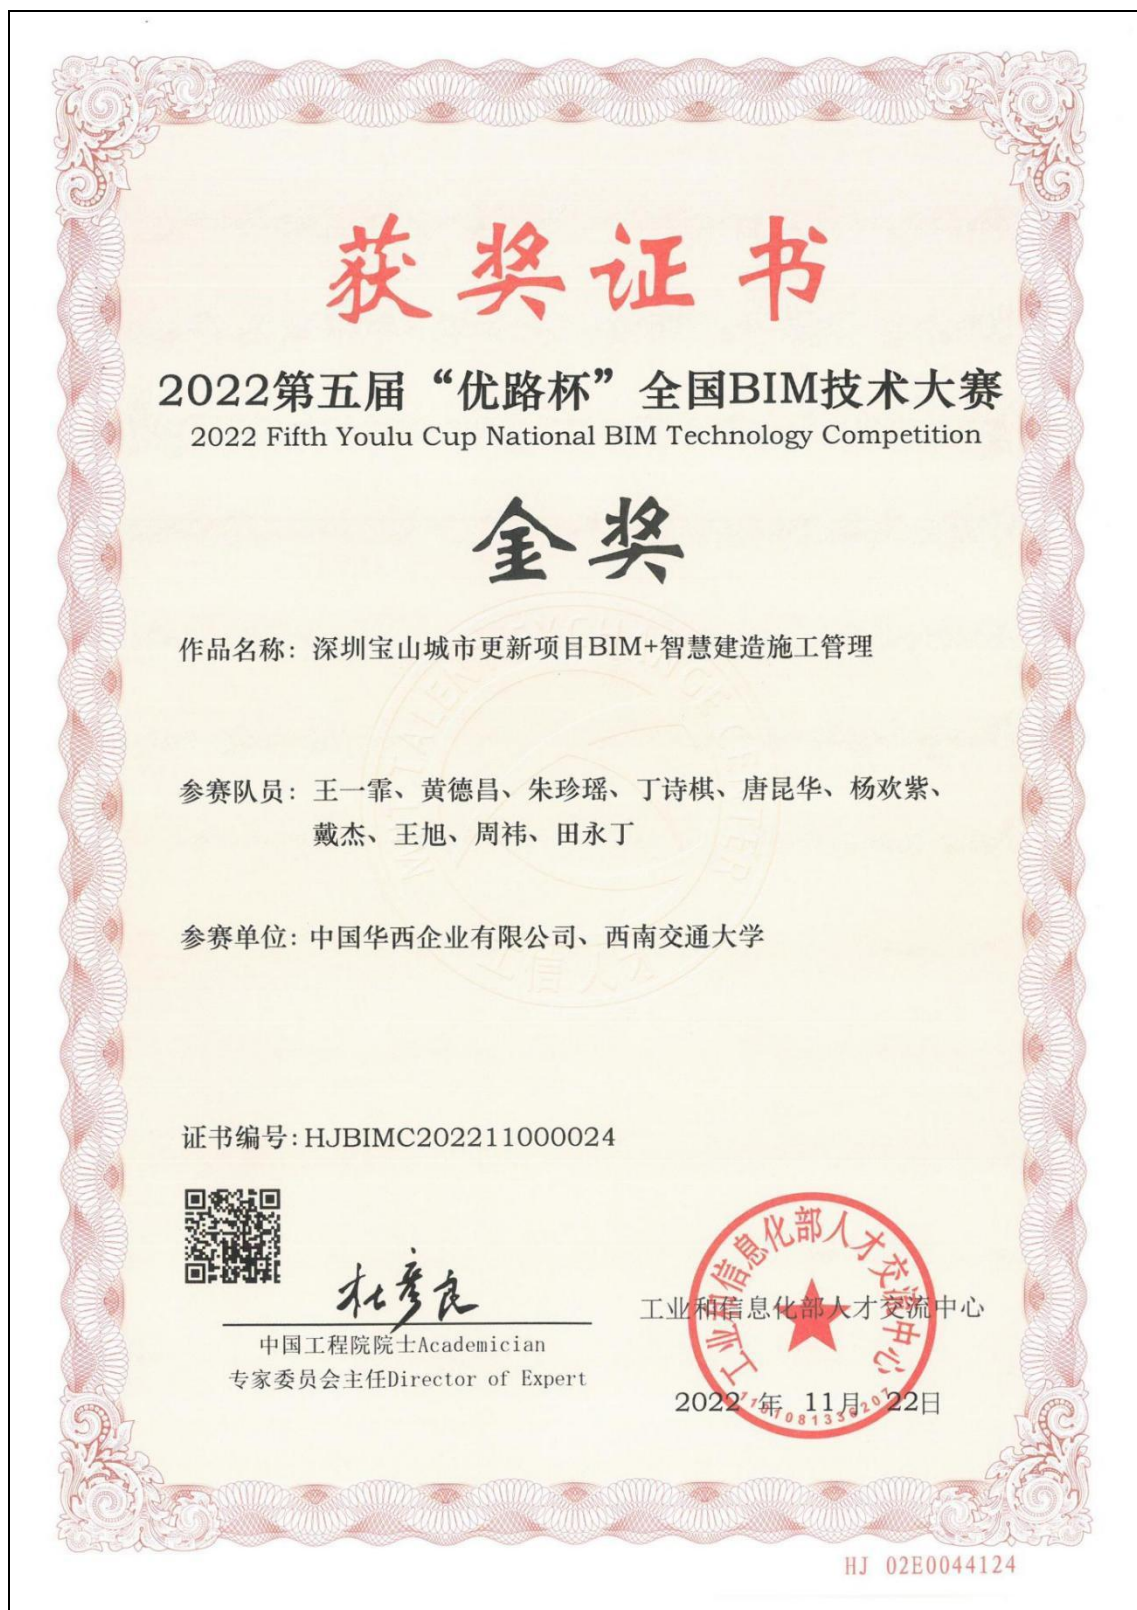 获奖证书
2022第五届“优路杯”全国BIM技术大赛
2022 Fifth Youlu Cup National BIM Technology Competition
金奖
作品名称：深圳宝山城市更新项目BIM+智慧建造施工管理
参赛队员：王一霏、黄德昌、朱珍瑶、丁诗棋、唐昆华、杨欢紫、
戴杰、王旭、周祎、田永丁
参赛单位：中国华西企业有限公司、西南交通大学
证书编号：HJBIMC202211000024
杜彦良
中国工程院院士Academician
专家委员会主任Director of Expert
工业和信息化部人才交流中心
工业和信息化部人才交流中心
2022 年 11月 22日
HJ 02E0044124